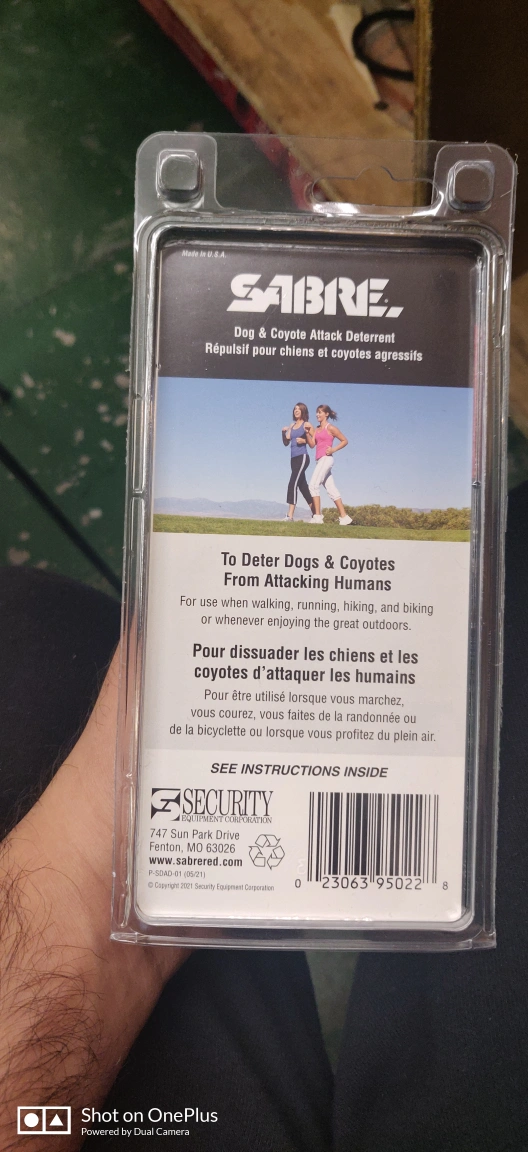 Made in U.S.A.
SABRE
Dog & Coyote Attack Deterrent
Répulsif pour chiens et coyotes agressifs
To Deter Dogs & Coyotes
From Attacking Humans
For use when walking, running, hiking, and biking
or whenever enjoying the great outdoors.
Pour dissuader les chiens et les
coyotes d'attaquer les humains
Pour être utilisé lorsque vous marchez,
vous courez, vous faites de la randonnée ou
de la bicyclette ou lorsque vous profitez du plein air.
SEE INSTRUCTIONS INSIDE
SECURITY
EQUIPMENT CORPORATION
747 Sun Park Drive
Fenton, MO 63026
www.sabrered.com
P-SDAD-01 (05/21)
© Copyright 2021 Security Equipment Corporation
0 23063 95022 8
Shot on OnePlus
Powered by Dual Camera